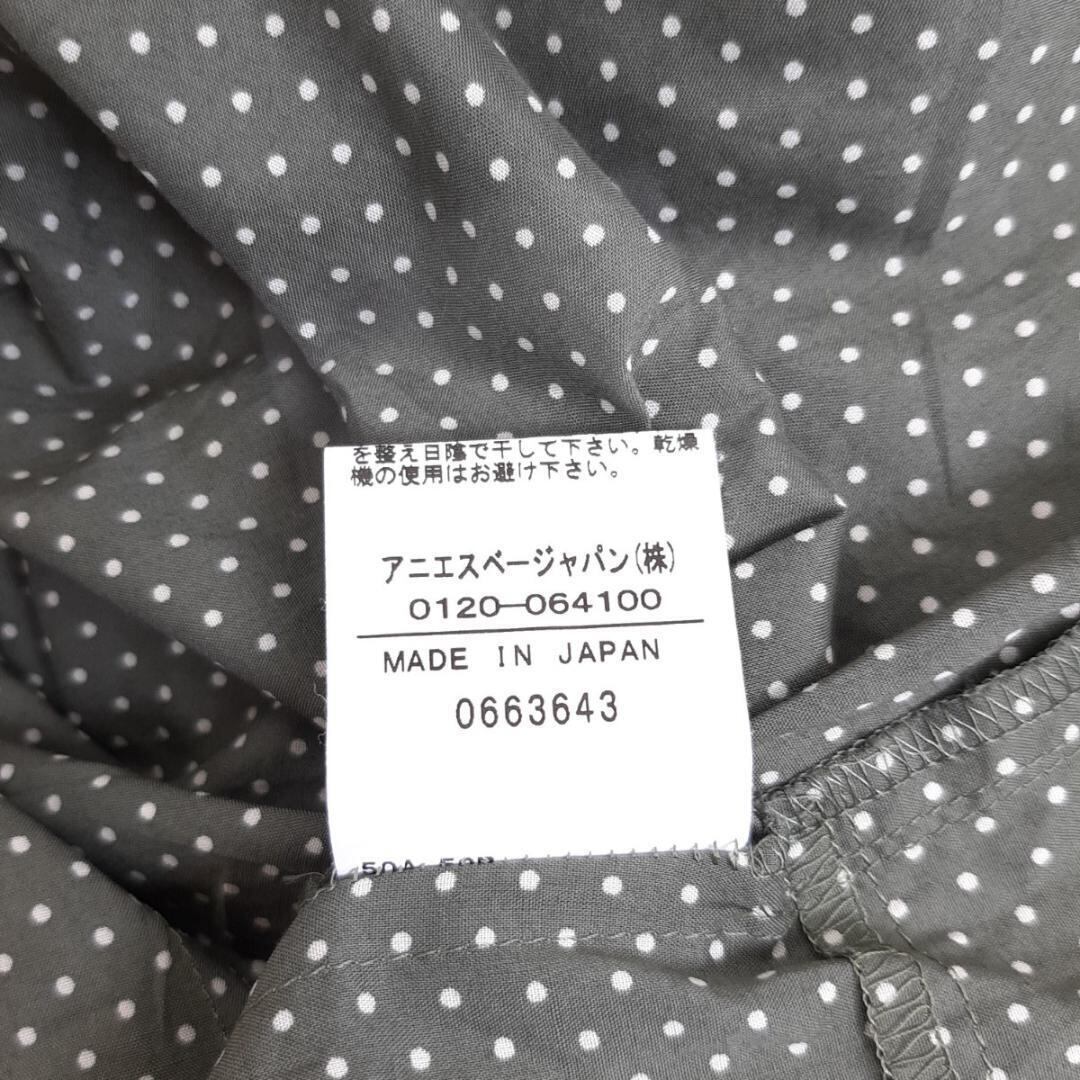 を整え日陰で干して下さい。乾燥
機の使用はお避け下さい。
アニエスベージャパン(株)
0120-064100
MADE IN JAPAN
0663643